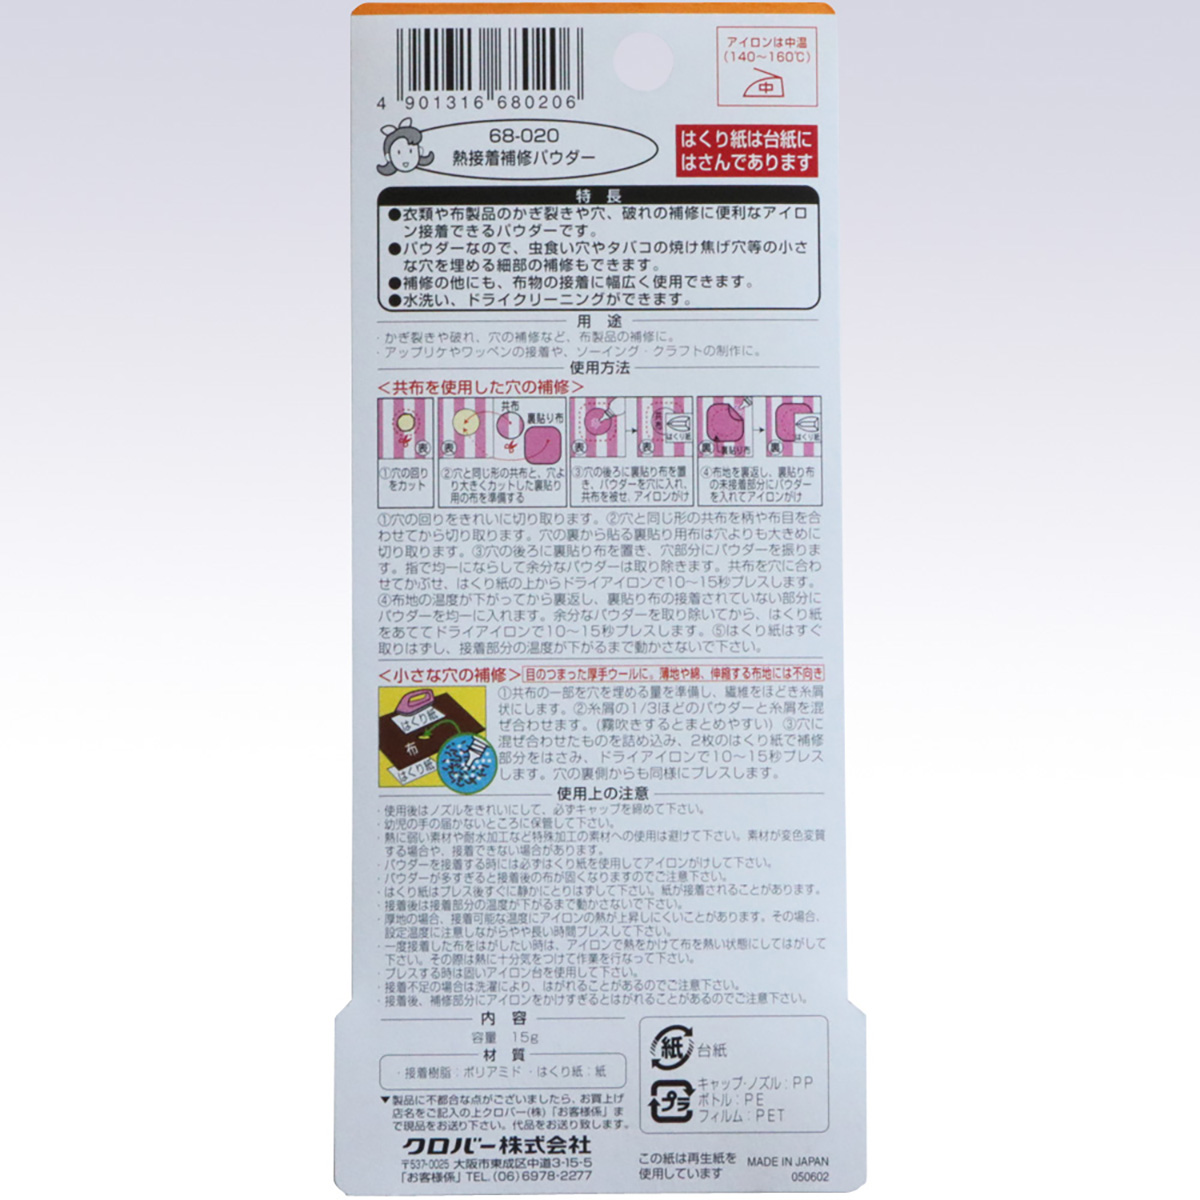 アイロンは中温
(140～160℃)
中
4 901316 680206
68-020
熱接着補修パウダー
はくり紙は台紙に
はさんであります
特 長
●衣類や布製品のかぎ裂きや穴、破れの補修に便利なアイロ
ン接着できるパウダーです。
●パウダーなので、虫食い穴やタバコの焼け焦げ穴等の小さ
な穴を埋める細部の補修もできます。
●補修の他にも、布物の接着に幅広く使用できます。
●水洗い、ドライクリーニングができます。
用 途
・かぎ裂きや破れ、穴の補修など、布製品の補修に。
・アップリケやワッペンの接着や、ソーイング・クラフトの制作に。
使用方法
＜共布を使用した穴の補修＞
表
表
共布
裏貼り布
表
表
共布
はくり紙
裏
裏貼り布
裏
はくり紙
①穴の回り
をカット
②穴と同じ形の共布と、穴よ
り大きくカットした裏貼り
用の布を準備する
③穴の後ろに裏貼り布を置
き、パウダーを穴に入れ、
共布を被せ、アイロンがけ
④布地を裏返し、裏貼り布
の未接着部分にパウダー
を入れてアイロンがけ
①穴の回りをきれいに切り取ります。②穴と同じ形の共布を柄や布目を合
わせてから切り取ります。穴の裏から貼る裏貼り用布は穴よりも大きめに
切り取ります。③穴の後ろに裏貼り布を置き、穴部分にパウダーを振りま
す。指で均一にならして余分なパウダーは取り除きます。共布を穴に合わ
せてかぶせ、はくり紙の上からドライアイロンで10～15秒プレスします。
④布地の温度が下がってから裏返し、裏貼り布の接着されていない部分に
パウダーを均一に入れます。余分なパウダーを取り除いてから、はくり紙
をあててドライアイロンで10～15秒プレスします。⑤はくり紙はすぐ
取りはずし、接着部分の温度が下がるまで動かさないで下さい。
＜小さな穴の補修＞ 目のつまった厚手ウールに。薄地や綿、伸縮する布地には不向き
はくり紙
布
はくり紙
①共布の一部を穴を埋める量を準備し、繊維をほどき糸屑
状にします。②糸屑の1/3ほどのパウダーと糸屑を混
ぜ合わせます。(霧吹きするとまとめやすい) ③穴に
混ぜ合わせたものを詰め込み、2枚のはくり紙で補修
部分をはさみ、ドライアイロンで10～15秒プレス
します。穴の裏側からも同様にプレスします。
使用上の注意
・使用後はノズルをきれいにして、必ずキャップを締めて下さい。
・幼児の手の届かないところに保管して下さい。
・熱に弱い素材や耐水加工など特殊加工の素材への使用は避けて下さい。素材が変色変質
する場合や、接着できない場合があります。
・パウダーを接着する時には必ずはくり紙を使用してアイロンがけして下さい。
・パウダーが多すぎると接着後の布が固くなりますのでご注意下さい。
・はくり紙はプレス後すぐに静かにとりはずして下さい。紙が接着されることがあります。
・接着後は接着部分の温度が下がるまで動かさないで下さい。
・厚地の場合、接着可能な温度にアイロンの熱が上昇しにくいことがあります。その場合、
設定温度に注意しながらやや長い時間プレスして下さい。
・一度接着した布をはがしたい時は、アイロンで熱をかけて布を熱い状態にしてはがして
下さい。その際は熱に十分気をつけて作業を行なって下さい。
・プレスする時は固いアイロン台を使用して下さい。
・接着不足の場合は洗濯により、はがれることがあるのでご注意下さい。
・接着後、補修部分にアイロンをかけすぎるとはがれることがあるのでご注意下さい。
内 容
容量 15g
材 質
・接着樹脂：ポリアミド ・はくり紙：紙
▼製品に不都合な点がございましたら、お買上げ
店名をご記入の上クロバー(株)「お客様係」ま
で現品をお送り下さい。代品をお送り致します。
クロバー株式会社
〒537-0025 大阪市東成区中道3-15-5
「お客様係」TEL.(06)6978-2277
紙 台紙
プラ
キャップ・ノズル：PP
ボトル：PE
フィルム：PET
この紙は再生紙を
使用しています
MADE IN JAPAN
050602